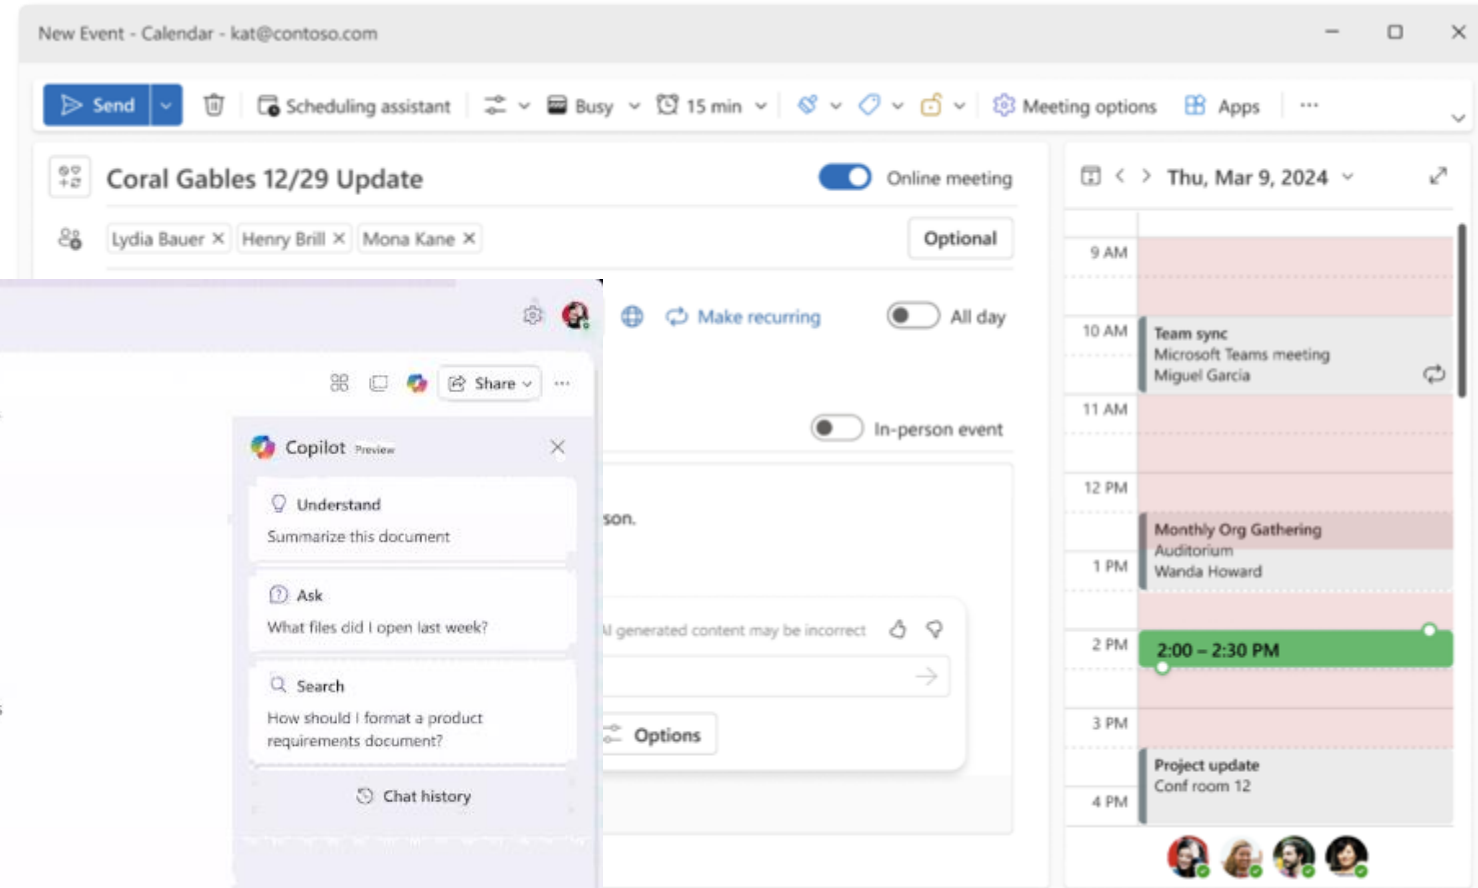 New Event - Calendar - kat@contoso.com
Send
Scheduling assistant
Busy
15 min
Meeting options
Apps
Coral Gables 12/29 Update
Online meeting
Lydia Bauer
Henry Brill
Mona Kane
Optional
Make recurring
All day
In-person event
son.
AI generated content may be incorrect
Options
Share
Copilot Preview
Understand
Summarize this document
Ask
What files did I open last week?
Search
How should I format a product
requirements document?
Chat history
Thu, Mar 9, 2024
9 AM
10 AM
Team sync
Microsoft Teams meeting
Miguel Garcia
11 AM
12 PM
Monthly Org Gathering
Auditorium
1 PM
Wanda Howard
2 PM
2:00 – 2:30 PM
3 PM
Project update
Conf room 12
4 PM